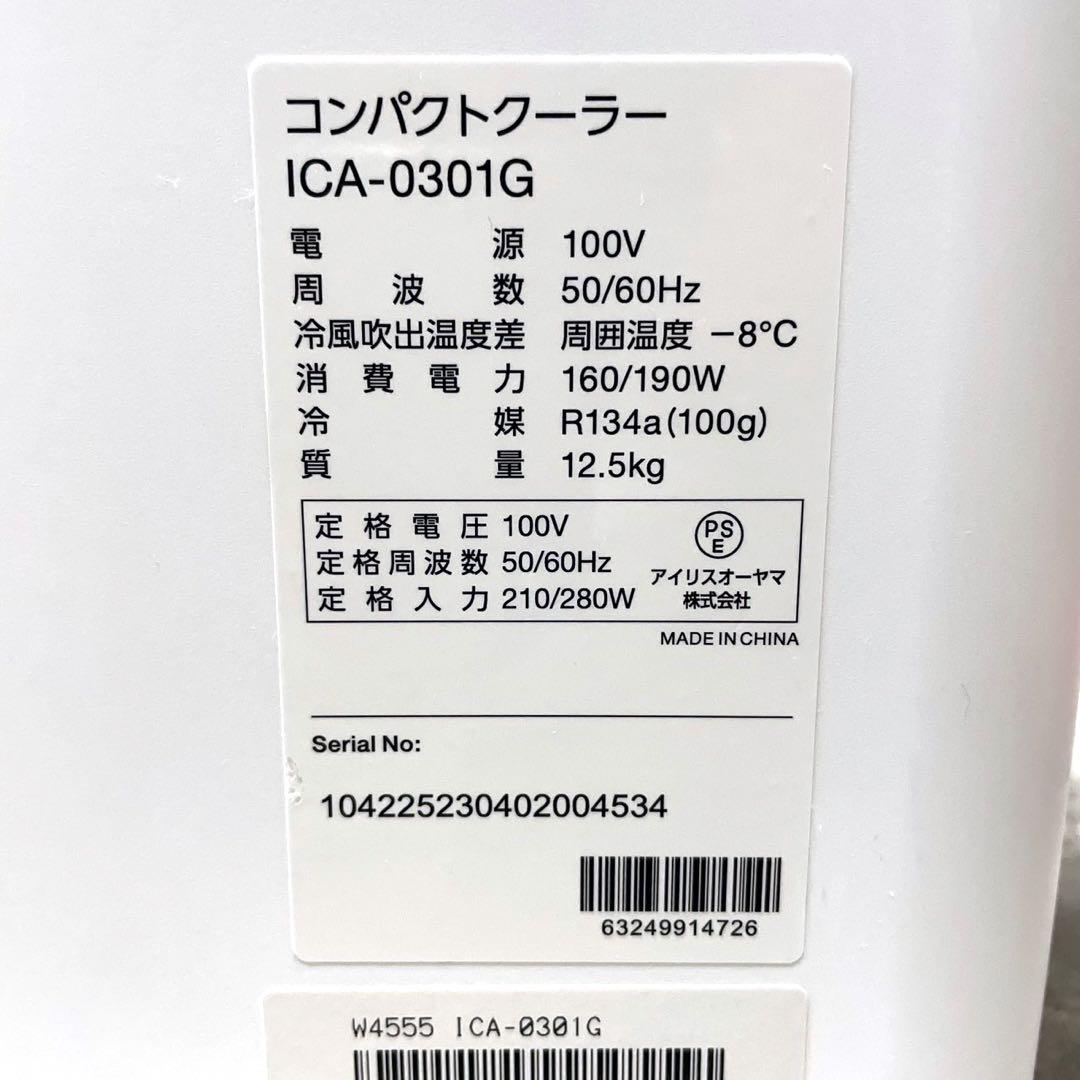 コンパクトクーラー
ICA-0301G
電源 100V
周波数 50/60Hz
冷風吹出温度差 周囲温度 −8°C
消費電力 160/190W
冷媒 R134a(100g)
質量 12.5kg
定格電圧 100V
定格周波数 50/60Hz
定格入力 210/280W
PS
E
アイリスオーヤマ
株式会社
MADE IN CHINA
Serial No:
104225230402004534
63249914726
W4555 ICA-0301G